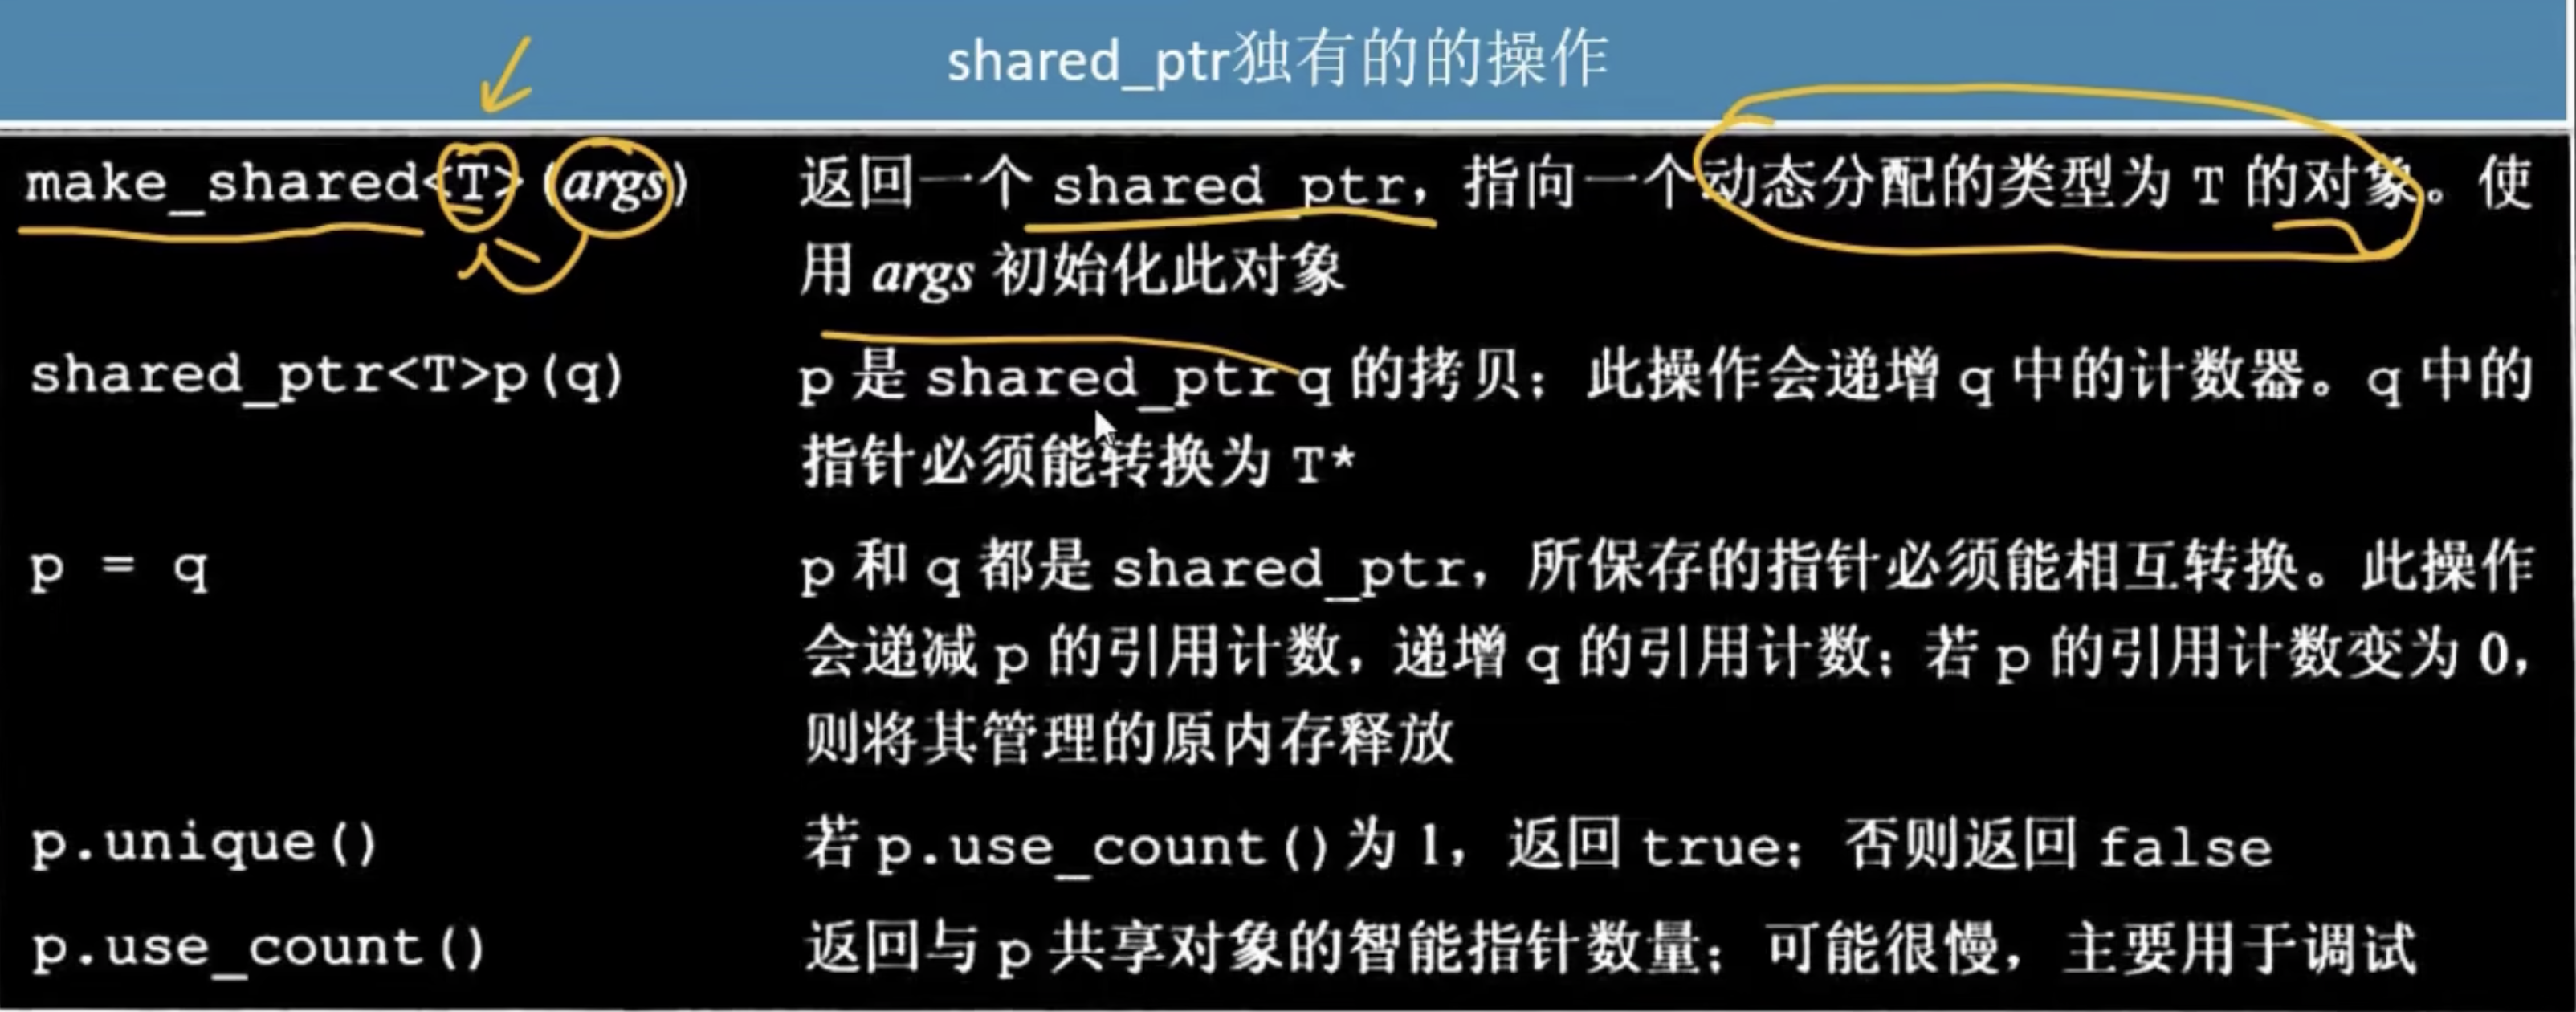 shared_ptr独有的的操作
make_shared<T>(args) 返回一个 shared_ptr，指向一个动态分配的类型为 T 的对象。使
用 args 初始化此对象
shared_ptr<T>p(q) p 是 shared_ptr q 的拷贝；此操作会递增 q 中的计数器。q 中的
指针必须能转换为 T*
p = q p 和 q 都是 shared_ptr，所保存的指针必须能相互转换。此操作
会递减 p 的引用计数，递增 q 的引用计数；若 p 的引用计数变为 0，
则将其管理的原内存释放
p.unique() 若 p.use_count()为 1，返回 true；否则返回 false
p.use_count() 返回与 p 共享对象的智能指针数量；可能很慢，主要用于调试